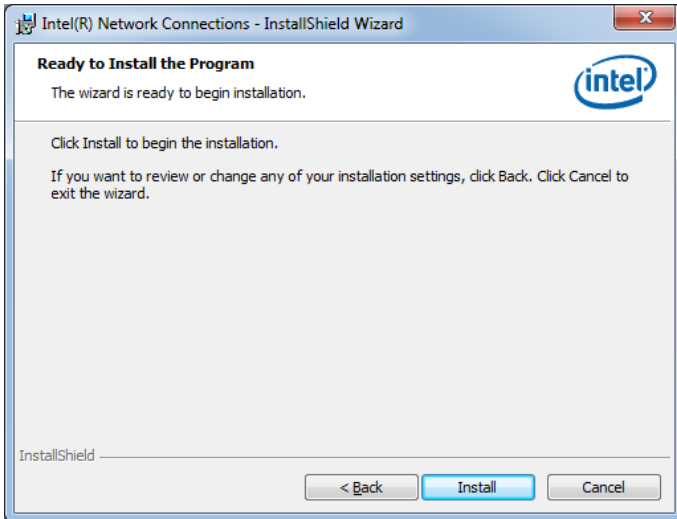 Intel(R) Network Connections - InstallShield Wizard
x
Ready to Install the Program
The wizard is ready to begin installation.
intel
Click Install to begin the installation.
If you want to review or change any of your installation settings, click Back. Click Cancel to
exit the wizard.
InstallShield
< Back
Install
Cancel